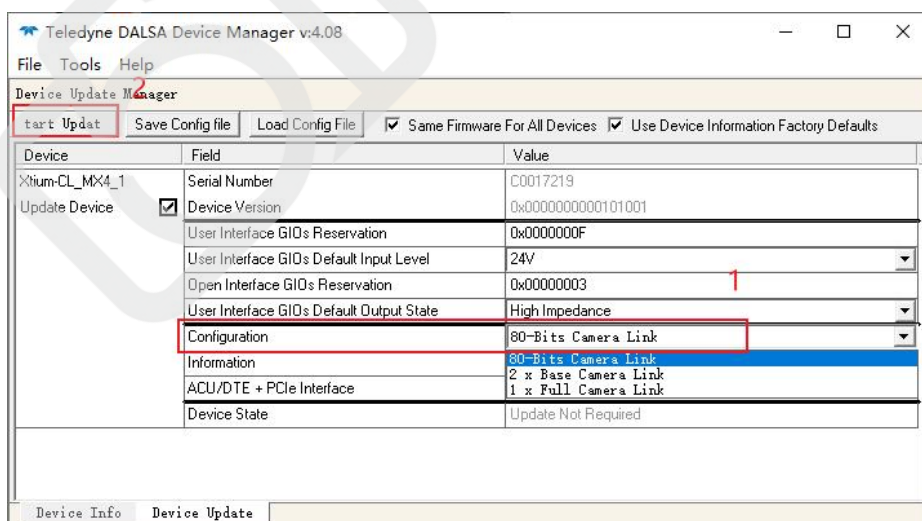 Teledyne DALSA Device Manager v:4.08
File Tools Help
Device Update Manager
2
tart Updat Save Config file Load Config File Same Firmware For All Devices Use Device Information Factory Defaults
Device Field Value
Xtium-CL_MX4_1 Serial Number C0017219
Update Device Device Version 0x0000000000101001
User Interface GIOs Reservation 0x0000000F
User Interface GIOs Default Input Level 24V
Open Interface GIOs Reservation 0x00000003
1
User Interface GIOs Default Output State High Impedance
Configuration 80-Bits Camera Link
Information 80-Bits Camera Link
2 x Base Camera Link
ACU/DTE + PCIe Interface 1 x Full Camera Link
Device State Update Not Required
Device Info Device Update